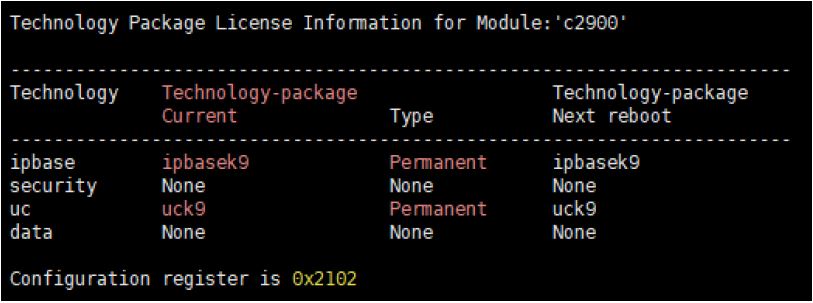 Technology Package License Information for Module:'c2900'
------------------------------------------------------------------------
Technology    Technology-package                  Technology-package
              Current              Type           Next reboot
------------------------------------------------------------------------
ipbase        ipbasek9             Permanent      ipbasek9
security      None                 None           None
uc            uck9                 Permanent      uck9
data          None                 None           None
Configuration register is 0x2102